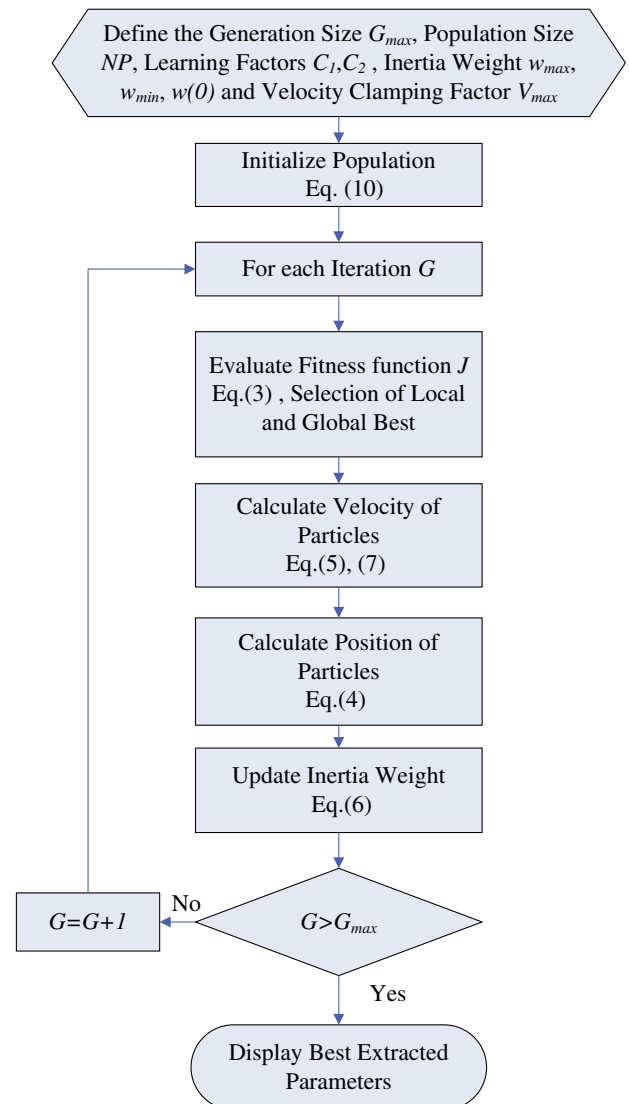 Define the Generation Size G_max, Population Size
NP, Learning Factors C_1,C_2 , Inertia Weight w_max,
w_min, w(0) and Velocity Clamping Factor V_max
Initialize Population
Eq. (10)
For each Iteration G
Evaluate Fitness function J
Eq.(3) , Selection of Local
and Global Best
Calculate Velocity of
Particles
Eq.(5), (7)
Calculate Position of
Particles
Eq.(4)
Update Inertia Weight
Eq.(6)
G>G_max
No
G=G+1
Yes
Display Best Extracted
Parameters